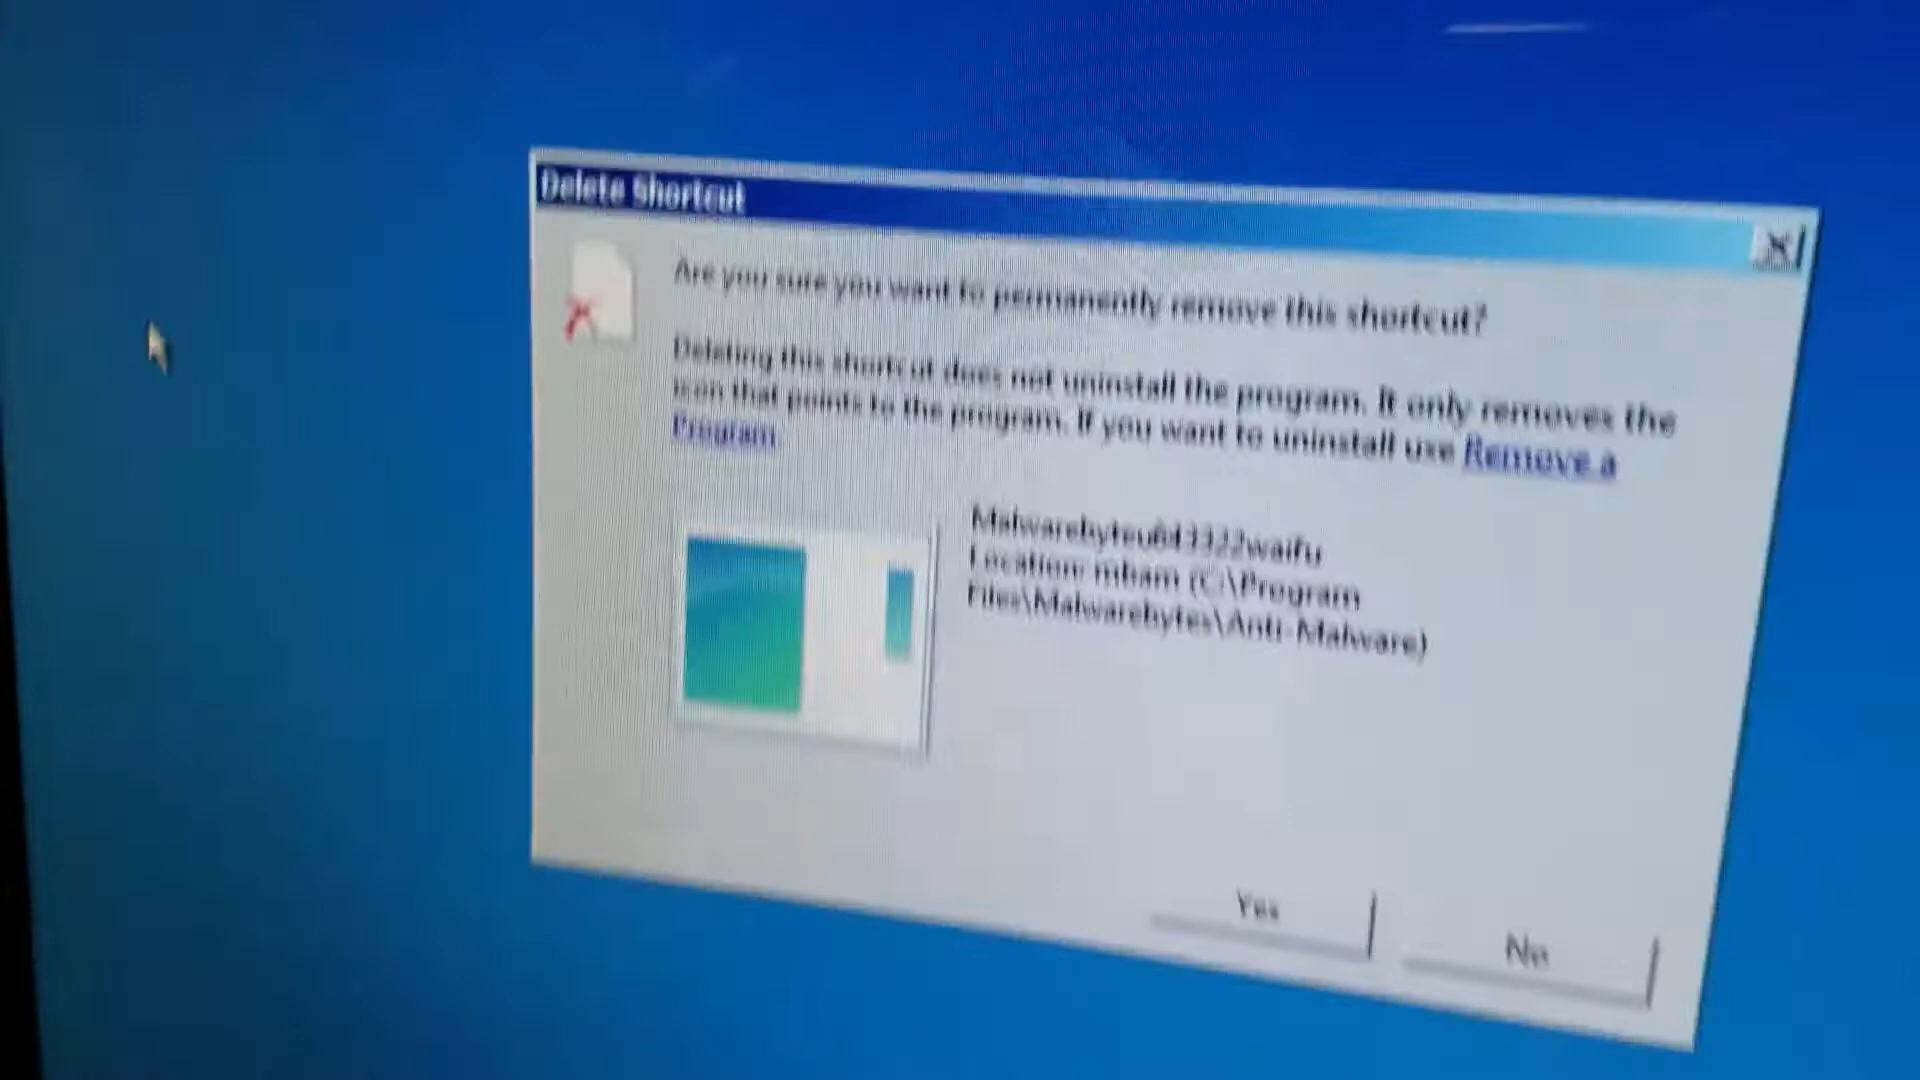 Delete Shortcut
Are you sure you want to permanently remove this shortcut?
Deleting this shortcut does not uninstall the program. It only removes the
icon that points to the program. If you want to uninstall use Remove a
Program.
Location: mbam (C:\Program
Files\Malwarebytes\Anti-Malware)
Yes
No